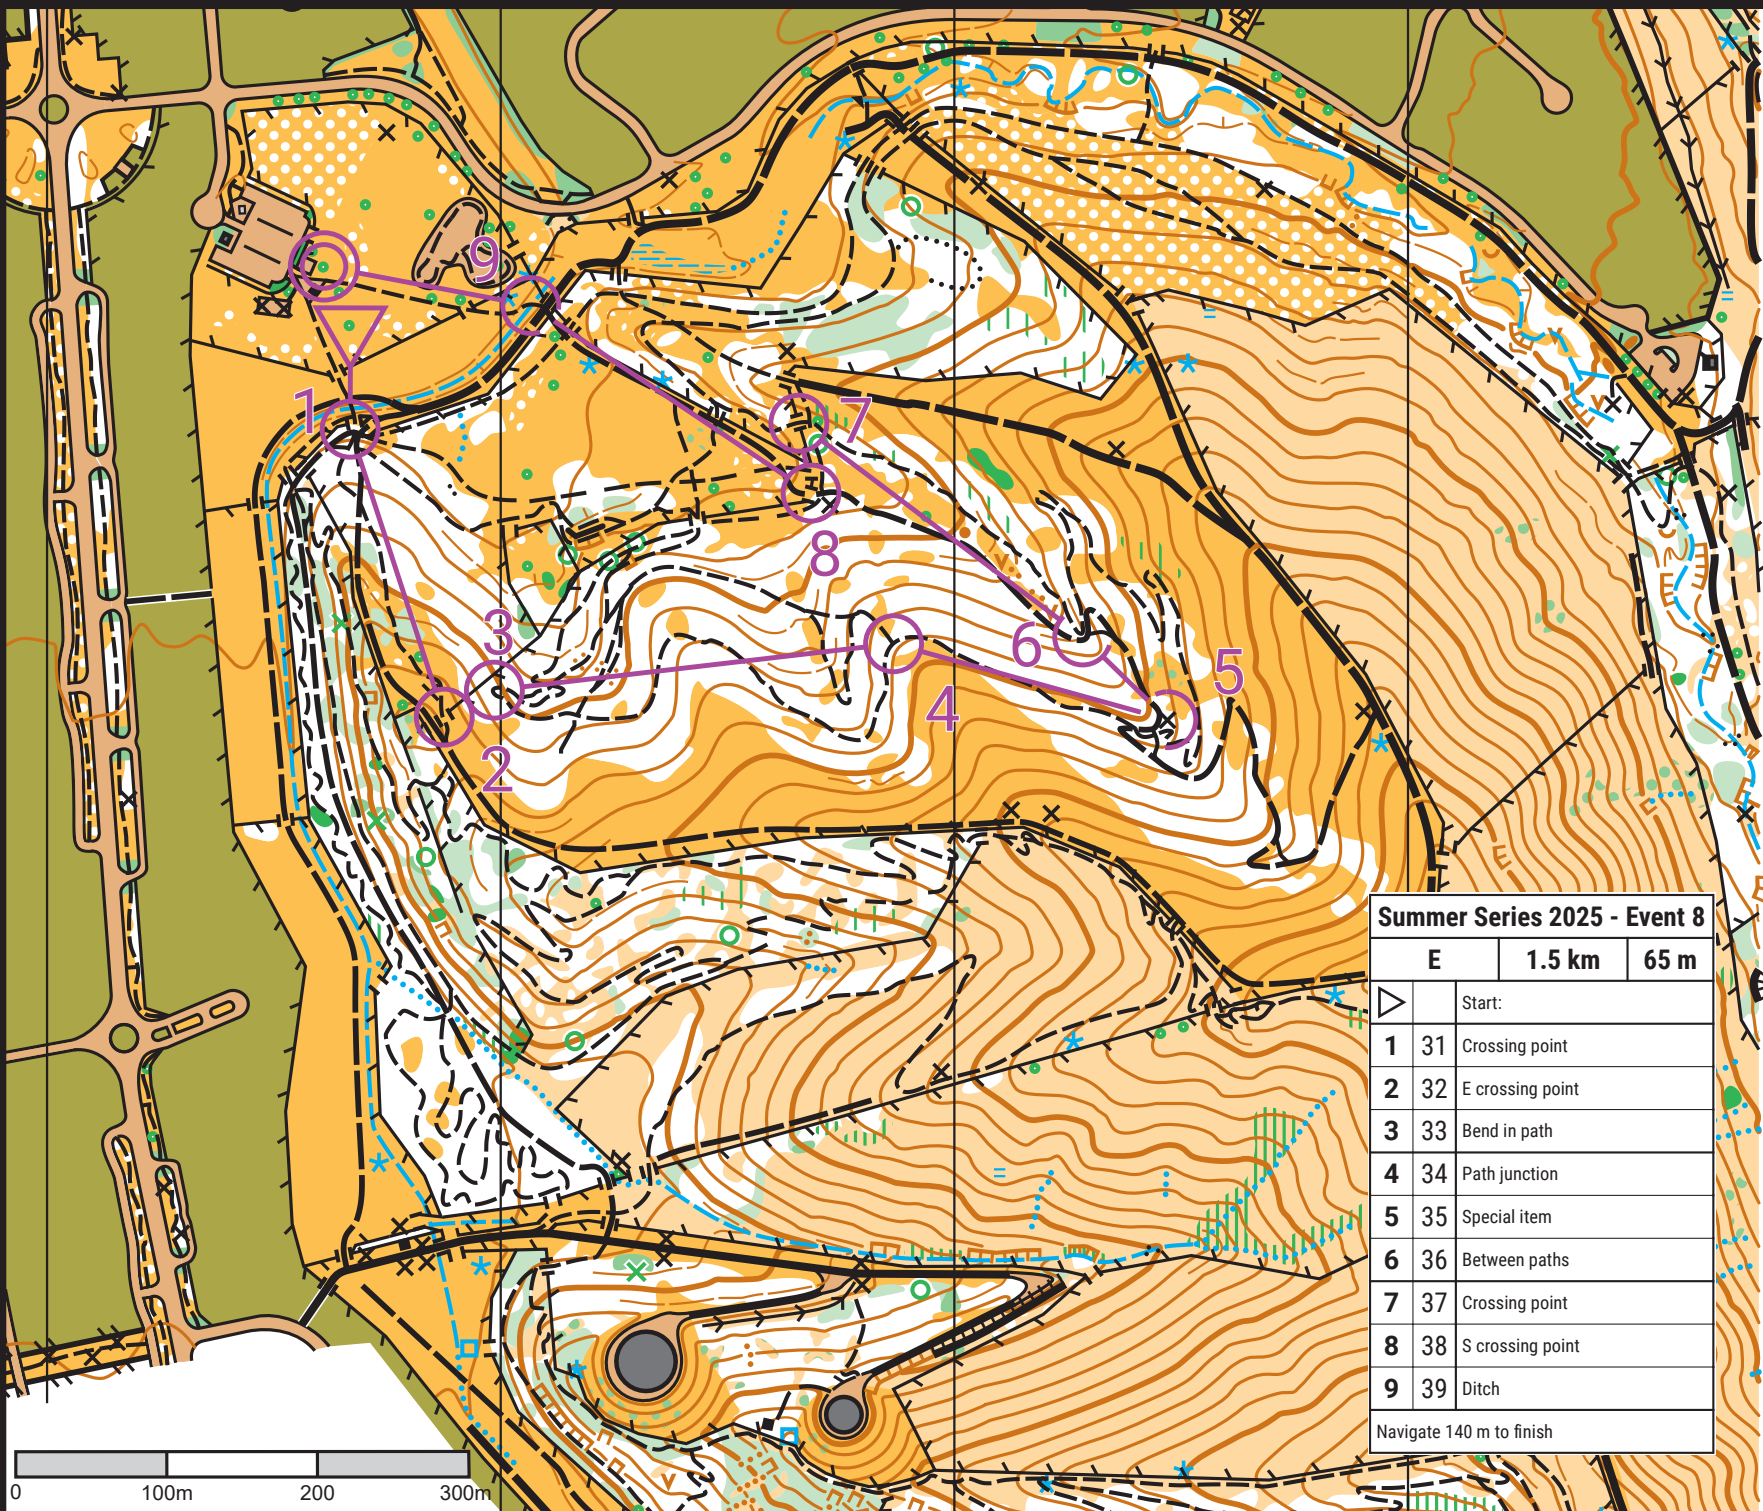 9
1
7
8
3
6
5
4
2
Summer Series 2025 - Event 8
E 1.5 km 65 m
Start:
1 31 Crossing point
2 32 E crossing point
3 33 Bend in path
4 34 Path junction
5 35 Special item
6 36 Between paths
7 37 Crossing point
8 38 S crossing point
9 39 Ditch
Navigate 140 m to finish
0 100m 200 300m